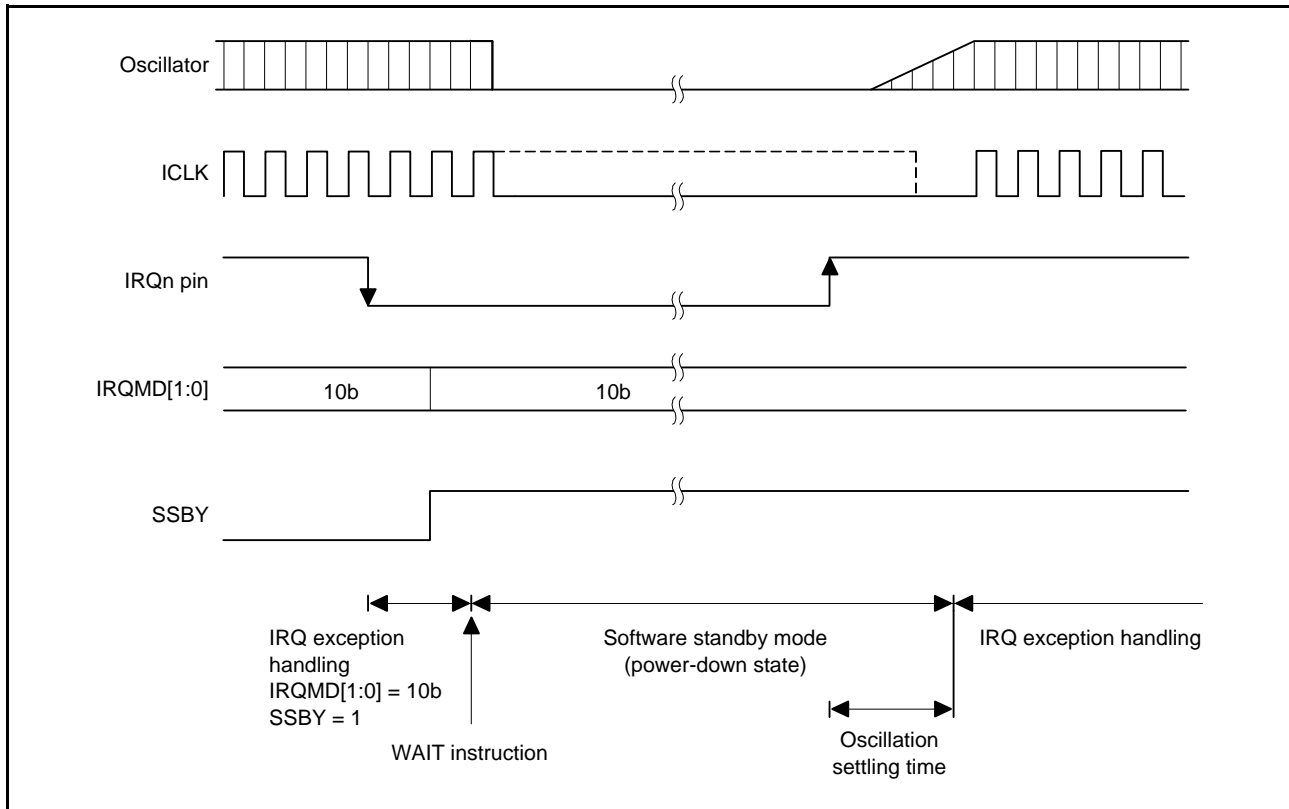 Oscillator
ICLK
IRQn pin
IRQMD[1:0]
10b
10b
SSBY
IRQ exception
handling
IRQMD[1:0] = 10b
SSBY = 1
WAIT instruction
Software standby mode
(power-down state)
Oscillation
settling time
IRQ exception handling